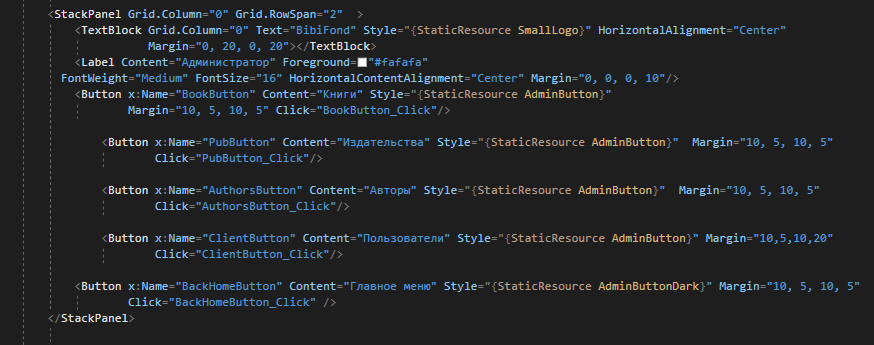 <StackPanel Grid.Column="0" Grid.RowSpan="2"  >
<TextBlock Grid.Column="0" Text="BibiFond" Style="{StaticResource SmallLogo}" HorizontalAlignment="Center"
Margin="0, 20, 0, 20"></TextBlock>
<Label Content="Администратор" Foreground="#fafafa"
FontWeight="Medium" FontSize="16" HorizontalContentAlignment="Center" Margin="0, 0, 0, 10"/>
<Button x:Name="BookButton" Content="Книги" Style="{StaticResource AdminButton}"
Margin="10, 5, 10, 5" Click="BookButton_Click"/>
<Button x:Name="PubButton" Content="Издательства" Style="{StaticResource AdminButton}"  Margin="10, 5, 10, 5"
Click="PubButton_Click"/>
<Button x:Name="AuthorsButton" Content="Авторы" Style="{StaticResource AdminButton}"  Margin="10, 5, 10, 5"
Click="AuthorsButton_Click"/>
<Button x:Name="ClientButton" Content="Пользователи" Style="{StaticResource AdminButton}" Margin="10,5,10,20"
Click="ClientButton_Click"/>
<Button x:Name="BackHomeButton" Content="Главное меню" Style="{StaticResource AdminButtonDark}" Margin="10, 5, 10, 5"
Click="BackHomeButton_Click" />
</StackPanel>